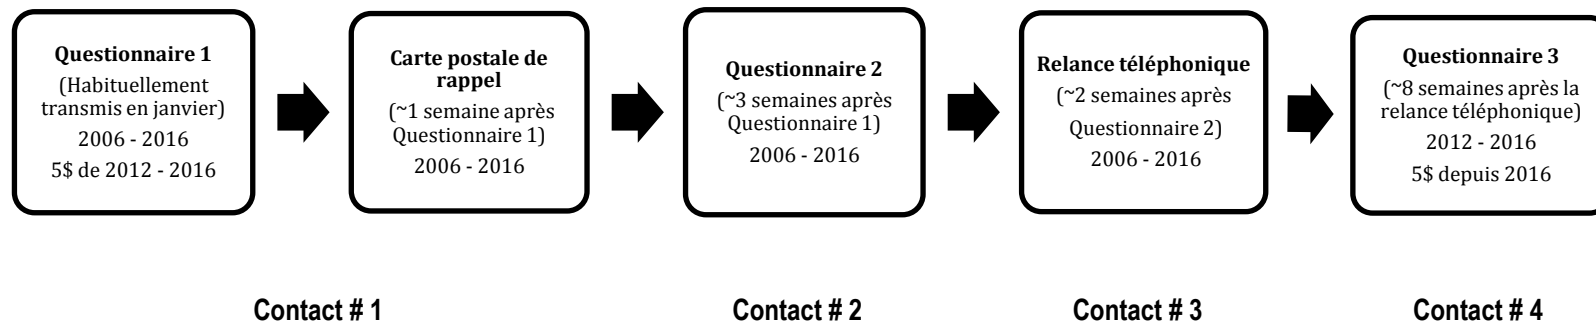 Questionnaire 1
(Habituellement
transmis en janvier)
2006 - 2016
5$ de 2012 - 2016
Carte postale de
rappel
(~1 semaine après
Questionnaire 1)
2006 - 2016
Questionnaire 2
(~3 semaines après
Questionnaire 1)
2006 - 2016
Relance téléphonique
(~2 semaines après
Questionnaire 2)
2006 - 2016
Questionnaire 3
(~8 semaines après la
relance téléphonique)
2012 - 2016
5$ depuis 2016
Contact # 1
Contact # 2
Contact # 3
Contact # 4